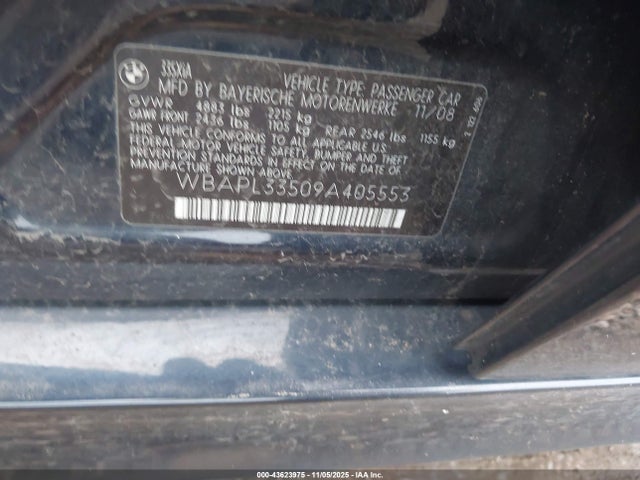 335XiA
VEHICLE TYPE PASSENGER CAR
MFD BY BAYERISCHE MOTORENWERKE 11/08
GVWR 4883 lbs 2215 kg
GAWR FRONT 2436 lbs 1105 kg REAR 2546 lbs 1155 kg
THIS VEHICLE CONFORMS TO ALL APPLICABLE U.S.
FEDERAL MOTOR VEHICLE SAFETY, BUMPER, AND THEFT
PREVENTION STANDARDS IN EFFECT ON THE DATE OF
MANUFACTURE SHOWN ABOVE.
WBAPL33509A405553
000-43623975 - 11/05/2025 - IAA Inc.